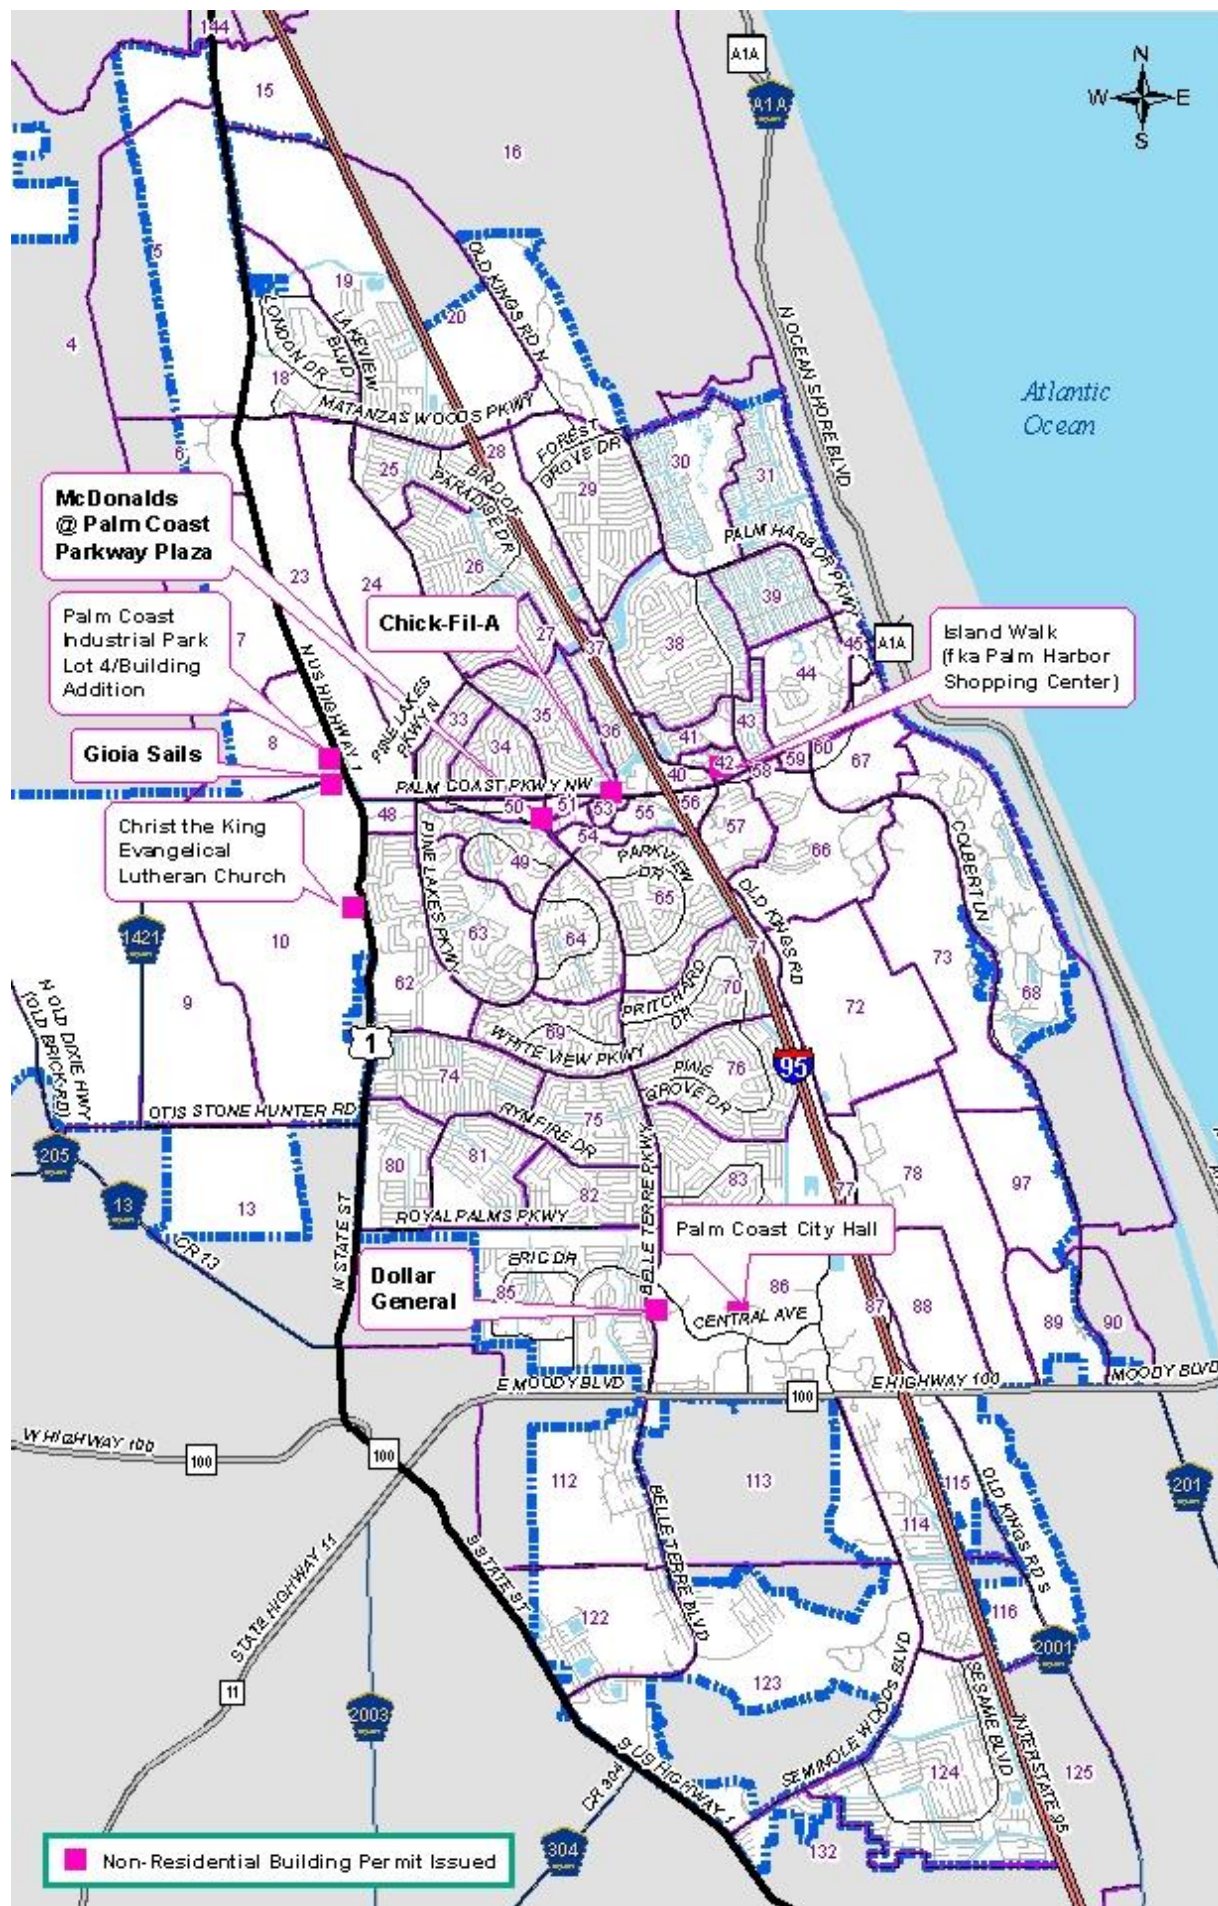 144
15
A1A
A1A
N
W
E
S
16
5
19
4
20
OLD KINGS RD N
LONDON DR
LAKEVIEW
BLVD
18
N OCEAN SHORE BLVD
Atlantic
Ocean
MATANZAS WOODS PKWY
6
25
28
FOREST
GROVE DR
30
31
BIRD OF
PARADISE DR
29
McDonalds
@ Palm Coast
Parkway Plaza
PALM HARBOR PKWY
23
24
26
39
Palm Coast
Industrial Park
Lot 4/Building
Addition
7
Chick-Fil-A
27
37
38
45
A1A
Island Walk
(fka Palm Harbor
Shopping Center)
44
N US HIGHWAY 1
PINE LAKES
PKWY N
33
34
35
36
41
43
42
60
59
58
67
8
Gioia Sails
PALM COAST PKWY NW
40
48
50
51
53
55
56
54
57
Christ the King
Evangelical
Lutheran Church
PINE LAKES PKWY
49
PARKVIEW
DR
66
COLBERT LN
65
OLD KINGS RD
1421
10
63
64
71
73
9
62
70
PRITCHARD
DR
72
68
N OLD DIXIE HWY
(OLD BRICK RD)
1
69
WHITE VIEW PKWY
95
74
PINE
GROVE DR
76
OTIS STONE HUNTER RD
RYMFIRE DR
75
205
80
81
BELLE TERRE PKWY
78
97
13
13
82
83
77
ROYAL PALMS PKWY
CR 13
N STATE ST
Palm Coast City Hall
ERIC DR
Dollar
General
85
86
CENTRAL AVE
87
88
89
90
E MOODY BLVD
100
E HIGHWAY 100
MOODY BLVD
W HIGHWAY 100
100
100
112
113
115
OLD KINGS RD S
201
BELLE TERRE BLVD
114
STATE HIGHWAY 11
S STATE ST
122
116
2001
11
2003
123
SEMINOLE WOODS BLVD
SESAME BLVD
INTERSTATE 95
S US HIGHWAY 1
CR 304
124
125
132
304
Non-Residential Building Permit Issued